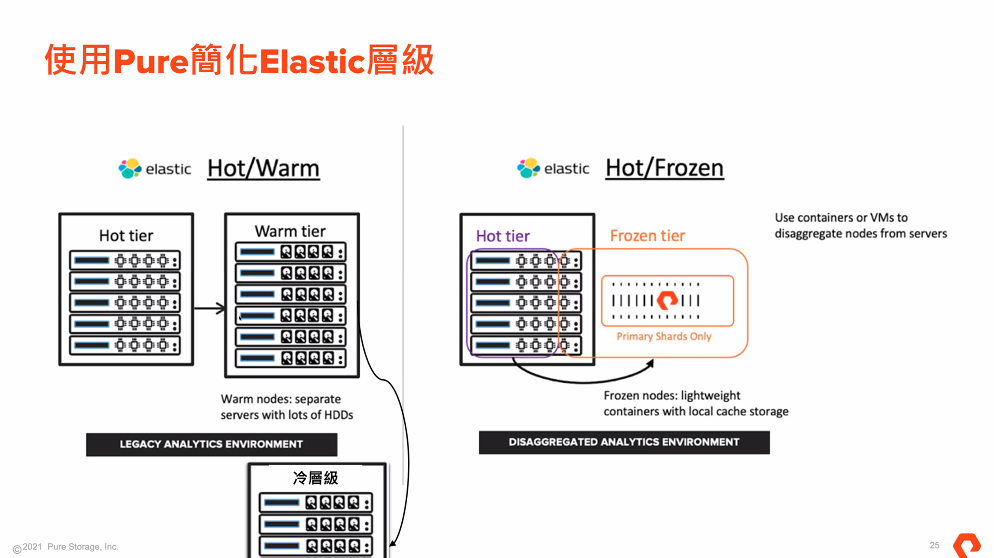 使用Pure簡化Elastic層級
elastic Hot/Warm
Hot tier
Warm tier
Warm nodes: separate
servers with lots of HDDs
LEGACY ANALYTICS ENVIRONMENT
冷層級
elastic Hot/Frozen
Hot tier
Frozen tier
Primary Shards Only
Use containers or VMs to
disaggregate nodes from servers
Frozen nodes: lightweight
containers with local cache storage
DISAGGREGATED ANALYTICS ENVIRONMENT
©2021 Pure Storage, Inc.
25